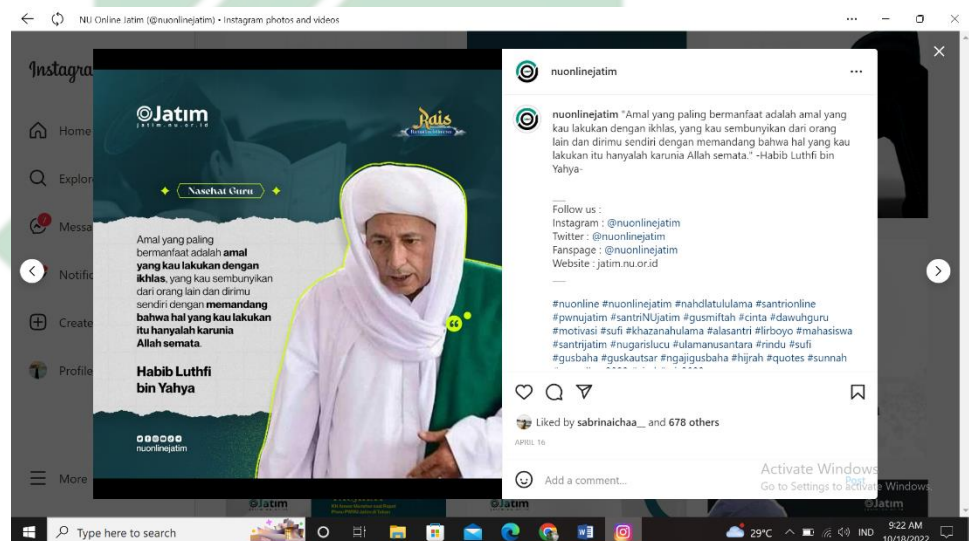 NU Online Jatim (@nuonlinejatim) • Instagram photos and videos
Instagra
Home
Explor
Messa
Notific
Create
Profile
More
@Jatim
jatim.nu.or.id
Rais
Nasehat Guru
Amal yang paling
bermanfaat adalah amal
yang kau lakukan dengan
ikhlas, yang kau sembunyikan
dari orang lain dan dirimu
sendiri dengan memandang
bahwa hal yang kau lakukan
itu hanyalah karunia
Allah semata.
Habib Luthfi
bin Yahya
nuonlinejatim
nuonlinejatim
nuonlinejatim "Amal yang paling bermanfaat adalah amal yang
kau lakukan dengan ikhlas, yang kau sembunyikan dari orang
lain dan dirimu sendiri dengan memandang bahwa hal yang kau
lakukan itu hanyalah karunia Allah semata." -Habib Luthfi bin
Yahya-
Follow us :
Instagram : @nuonlinejatim
Twitter : @nuonlinejatim
Fanspage : @nuonlinejatim
Website : jatim.nu.or.id
#nuonline #nuonlinejatim #nahdlatululama #santrionline
#pwnujatim #santriNUjatim #gusmiftah #cinta #dawuhguru
#motivasi #sufi #khazanahulama #alasantri #lirboyo #mahasiswa
#santrijatim #nugarislucu #ulamanusantara #rindu #sufi
#gusbaha #guskautsar #ngajigusbaha #hijrah #quotes #sunnah
Liked by sabrinaichaa__ and 678 others
APRIL 16
Add a comment...
Post
Activate Windows
Go to Settings to activate Windows.
@Jatim
@Jatim
Type here to search
29°C
IND
9:22 AM
10/18/2022